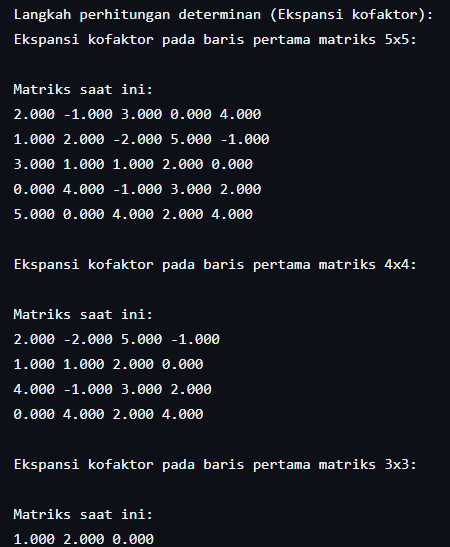 Langkah perhitungan determinan (Ekspansi kofaktor):
Ekspansi kofaktor pada baris pertama matriks 5x5:
Matriks saat ini:
2.000 -1.000 3.000 0.000 4.000
1.000 2.000 -2.000 5.000 -1.000
3.000 1.000 1.000 2.000 0.000
0.000 4.000 -1.000 3.000 2.000
5.000 0.000 4.000 2.000 4.000
Ekspansi kofaktor pada baris pertama matriks 4x4:
Matriks saat ini:
2.000 -2.000 5.000 -1.000
1.000 1.000 2.000 0.000
4.000 -1.000 3.000 2.000
0.000 4.000 2.000 4.000
Ekspansi kofaktor pada baris pertama matriks 3x3:
Matriks saat ini:
1.000 2.000 0.000